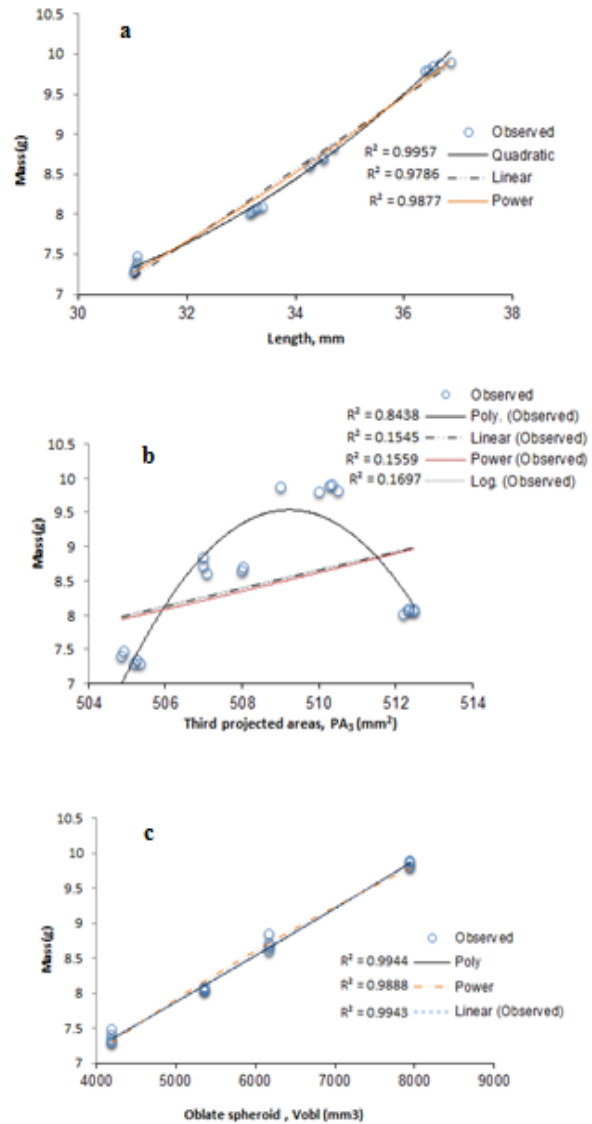 a
10.5
10
9.5
9
8.5
8
7.5
7
Mass(g)
Observed
R² = 0.9957 Quadratic
R² = 0.9786 Linear
R² = 0.9877 Power
30 32 34 36 38
Length, mm
Observed
R² = 0.8438 Poly. (Observed)
R² = 0.1545 Linear (Observed)
R² = 0.1559 Power (Observed)
R² = 0.1697 Log. (Observed)
b
10.5
10
9.5
9
8.5
8
7.5
7
Mass(g)
504 506 508 510 512 514
Third projected areas, PA₃ (mm²)
c
10.5
10
9.5
9
8.5
8
7.5
7
Mass(g)
Observed
R² = 0.9944 Poly
R² = 0.9888 Power
R² = 0.9943 Linear (Observed)
4000 5000 6000 7000 8000 9000
Oblate spheroid , Vobl (mm3)